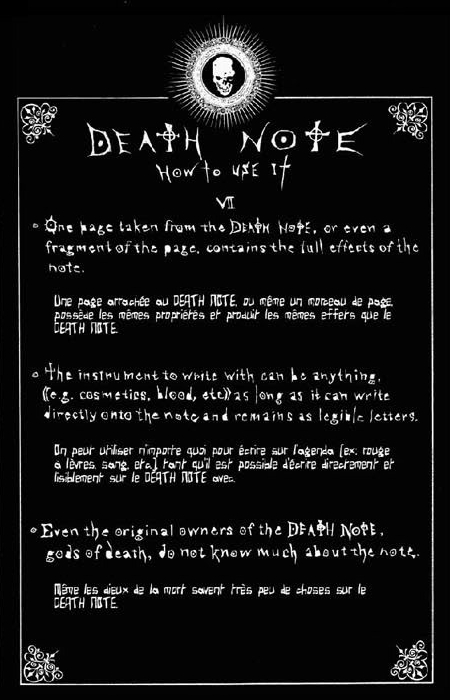 DEATH NOTE
How to USE It
VII
One page taken from the DEATH NOTE, or even a
fragment of the page, contains the full effects of the
note.
Une page arrachée au DEATH NOTE, ou même un morceau de page,
possède les mêmes propriétés et produit les mêmes effets que le
DEATH NOTE.
The instrument to write with can be anything,
(e.g. cosmetics, blood, etc) as long as it can write
directly onto the note and remains as legible letters.
On peut utiliser n'importe quoi pour écrire sur l'agenda (ex: rouge
à lèvres, sang, etc.) tant qu'il est possible d'écrire directement et
lisiblement sur le DEATH NOTE avec.
Even the original owners of the DEATH NOTE,
gods of death, do not know much about the note.
Même les dieux de la mort savent très peu de choses sur le
DEATH NOTE.